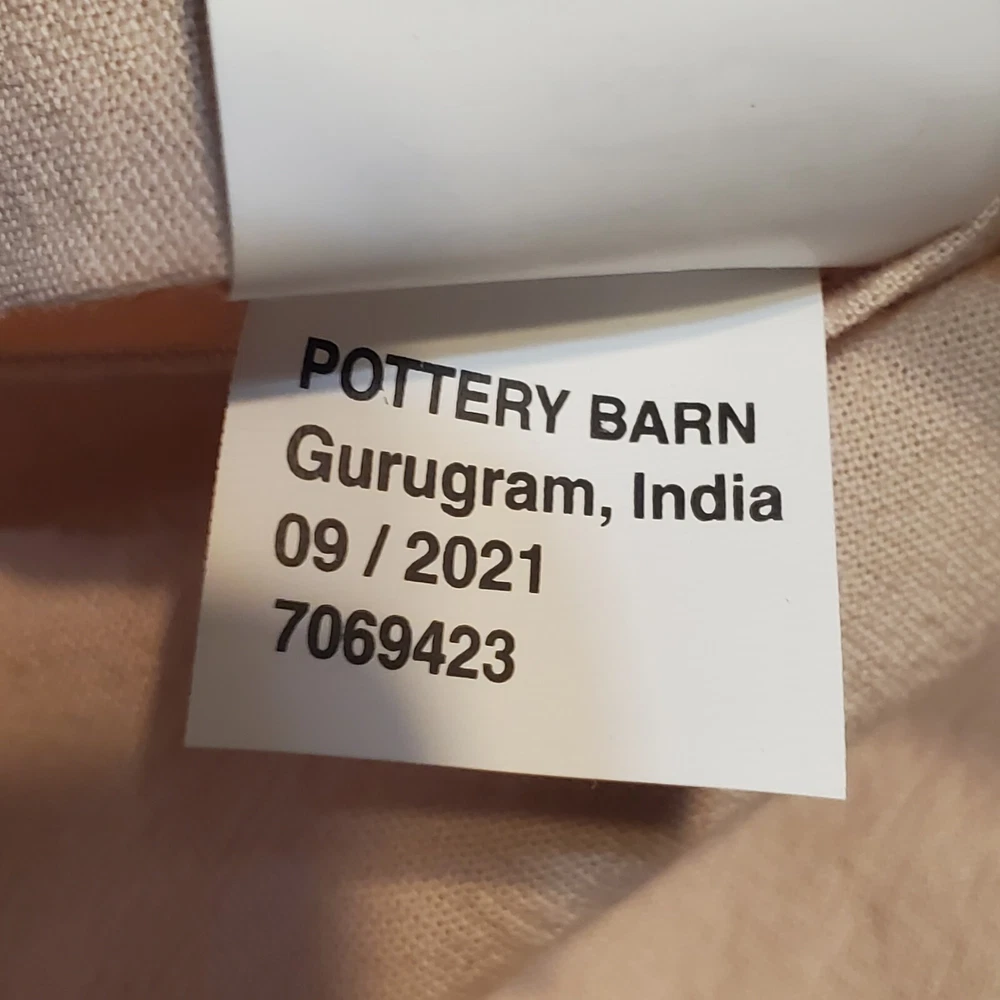 POTTERY BARN
Gurugram, India
09 / 2021
7069423